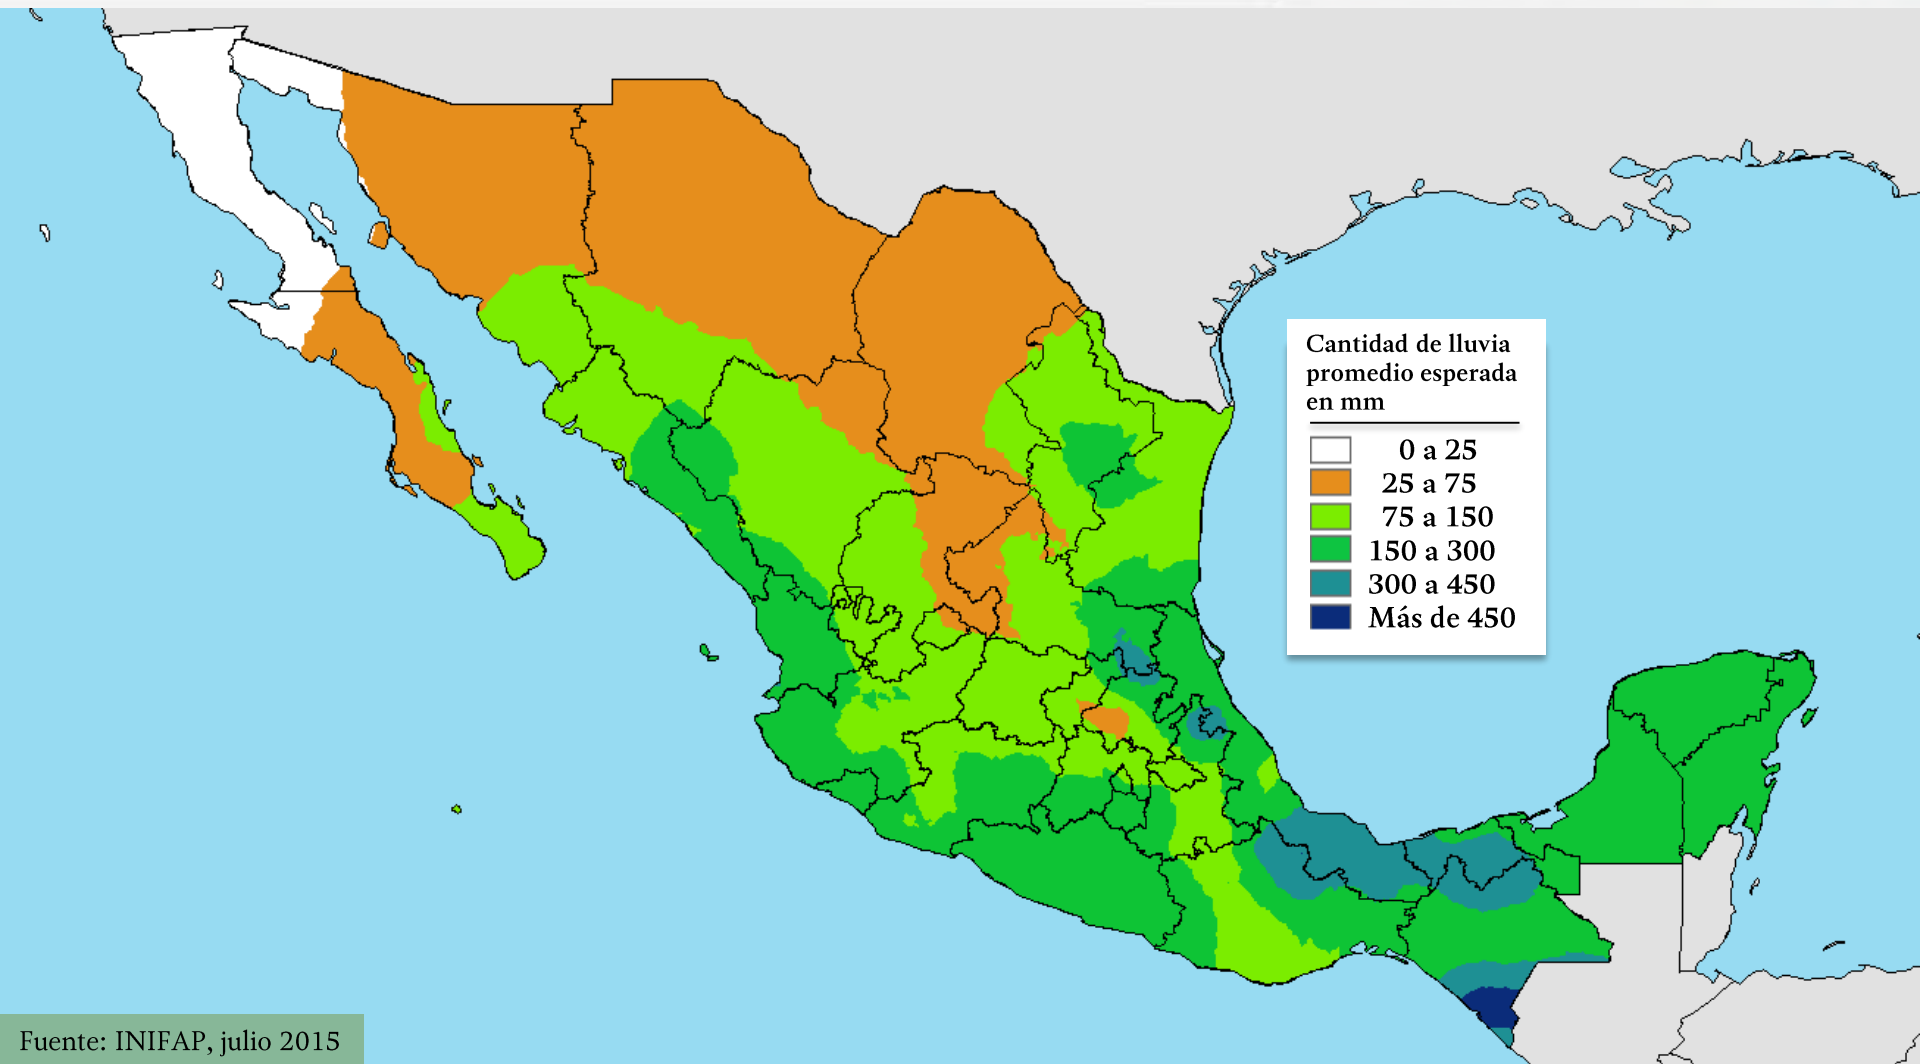 Cantidad de lluvia
promedio esperada
en mm
0 a 25
25 a 75
75 a 150
150 a 300
300 a 450
Más de 450
Fuente: INIFAP, julio 2015